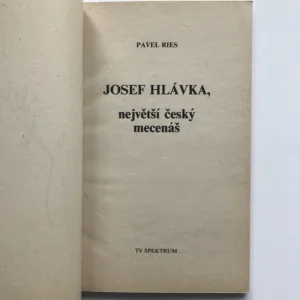 PAVEL RIES
JOSEF HLÁVKA,
největší český
mecenáš
TV SPEKTRUM